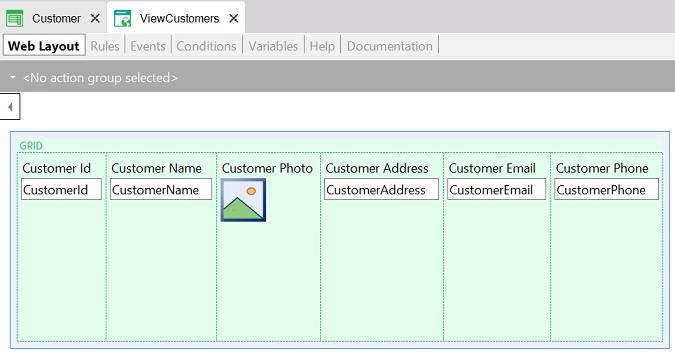 Customer ViewCustomers
Web Layout Rules Events Conditions Variables Help Documentation
<No action group selected>
GRID
Customer Id Customer Name Customer Photo Customer Address Customer Email Customer Phone
CustomerId CustomerName CustomerAddress CustomerEmail CustomerPhone